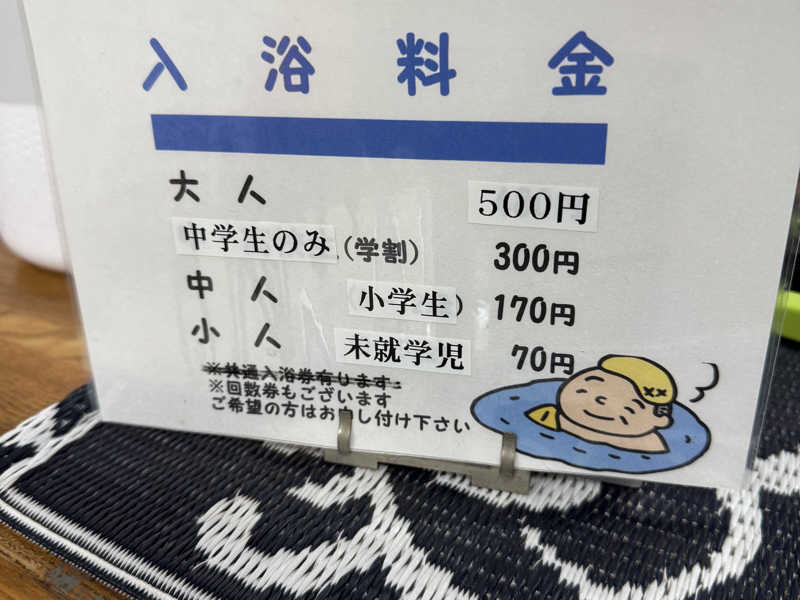 入浴料金
大人 500円
中学生のみ(学割) 300円
中人 小学生) 170円
小人 未就学児 70円
※共通入浴券有ります。
※回数券もございます
ご希望の方はお申し付け下さい